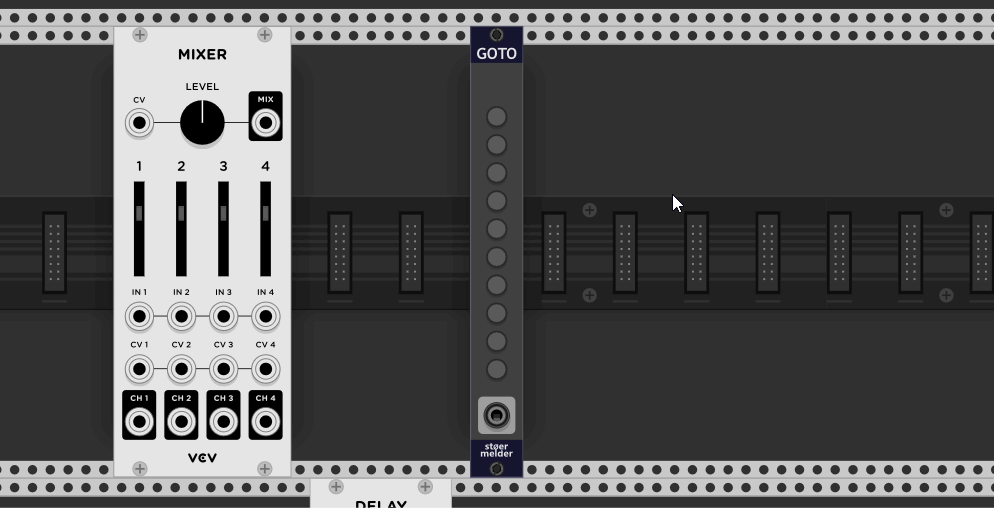 MIXER
LEVEL
CV
MIX
1 2 3 4
IN 1 IN 2 IN 3 IN 4
CV 1 CV 2 CV 3 CV 4
CH 1 CH 2 CH 3 CH 4
VCV
GOTO
støer
melder
DELAY